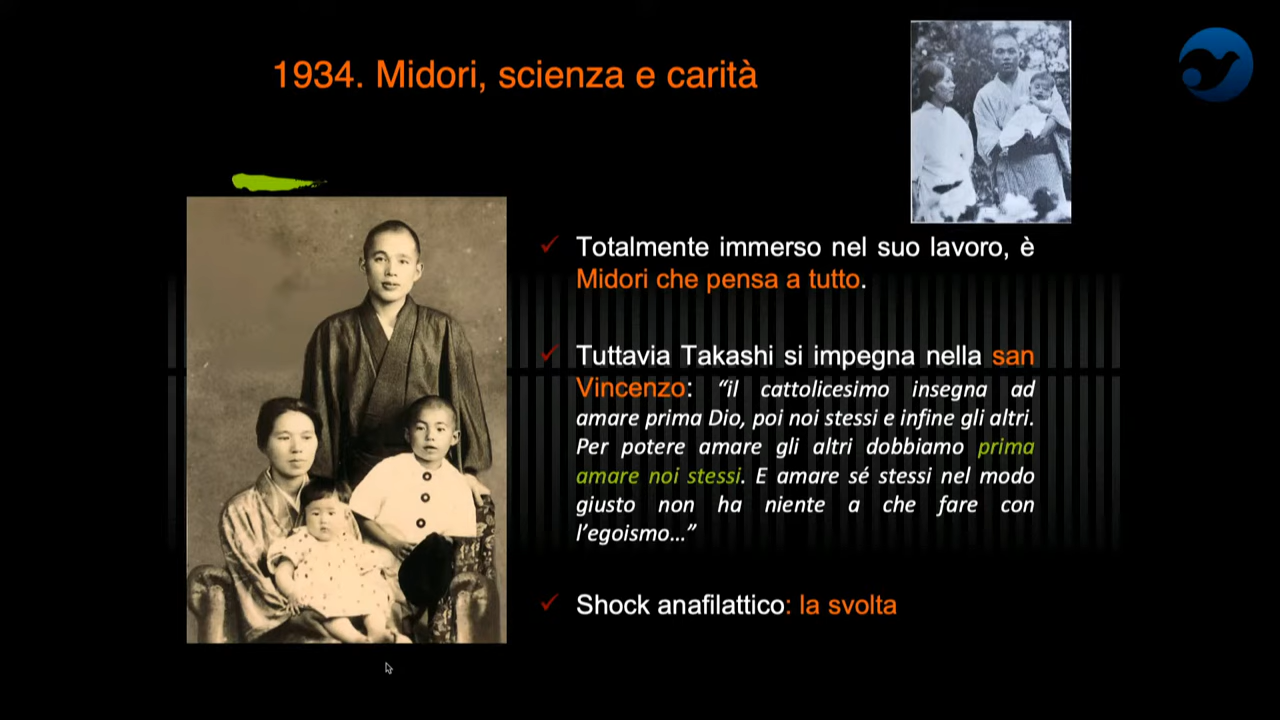 1934. Midori, scienza e carità
Totalmente immerso nel suo lavoro, è
Midori che pensa a tutto.
Tuttavia Takashi si impegna nella san
Vincenzo: “il cattolicesimo insegna ad
amare prima Dio, poi noi stessi e infine gli altri.
Per potere amare gli altri dobbiamo prima
amare noi stessi. E amare sé stessi nel modo
giusto non ha niente a che fare con
l’egoismo…”
Shock anafilattico: la svolta